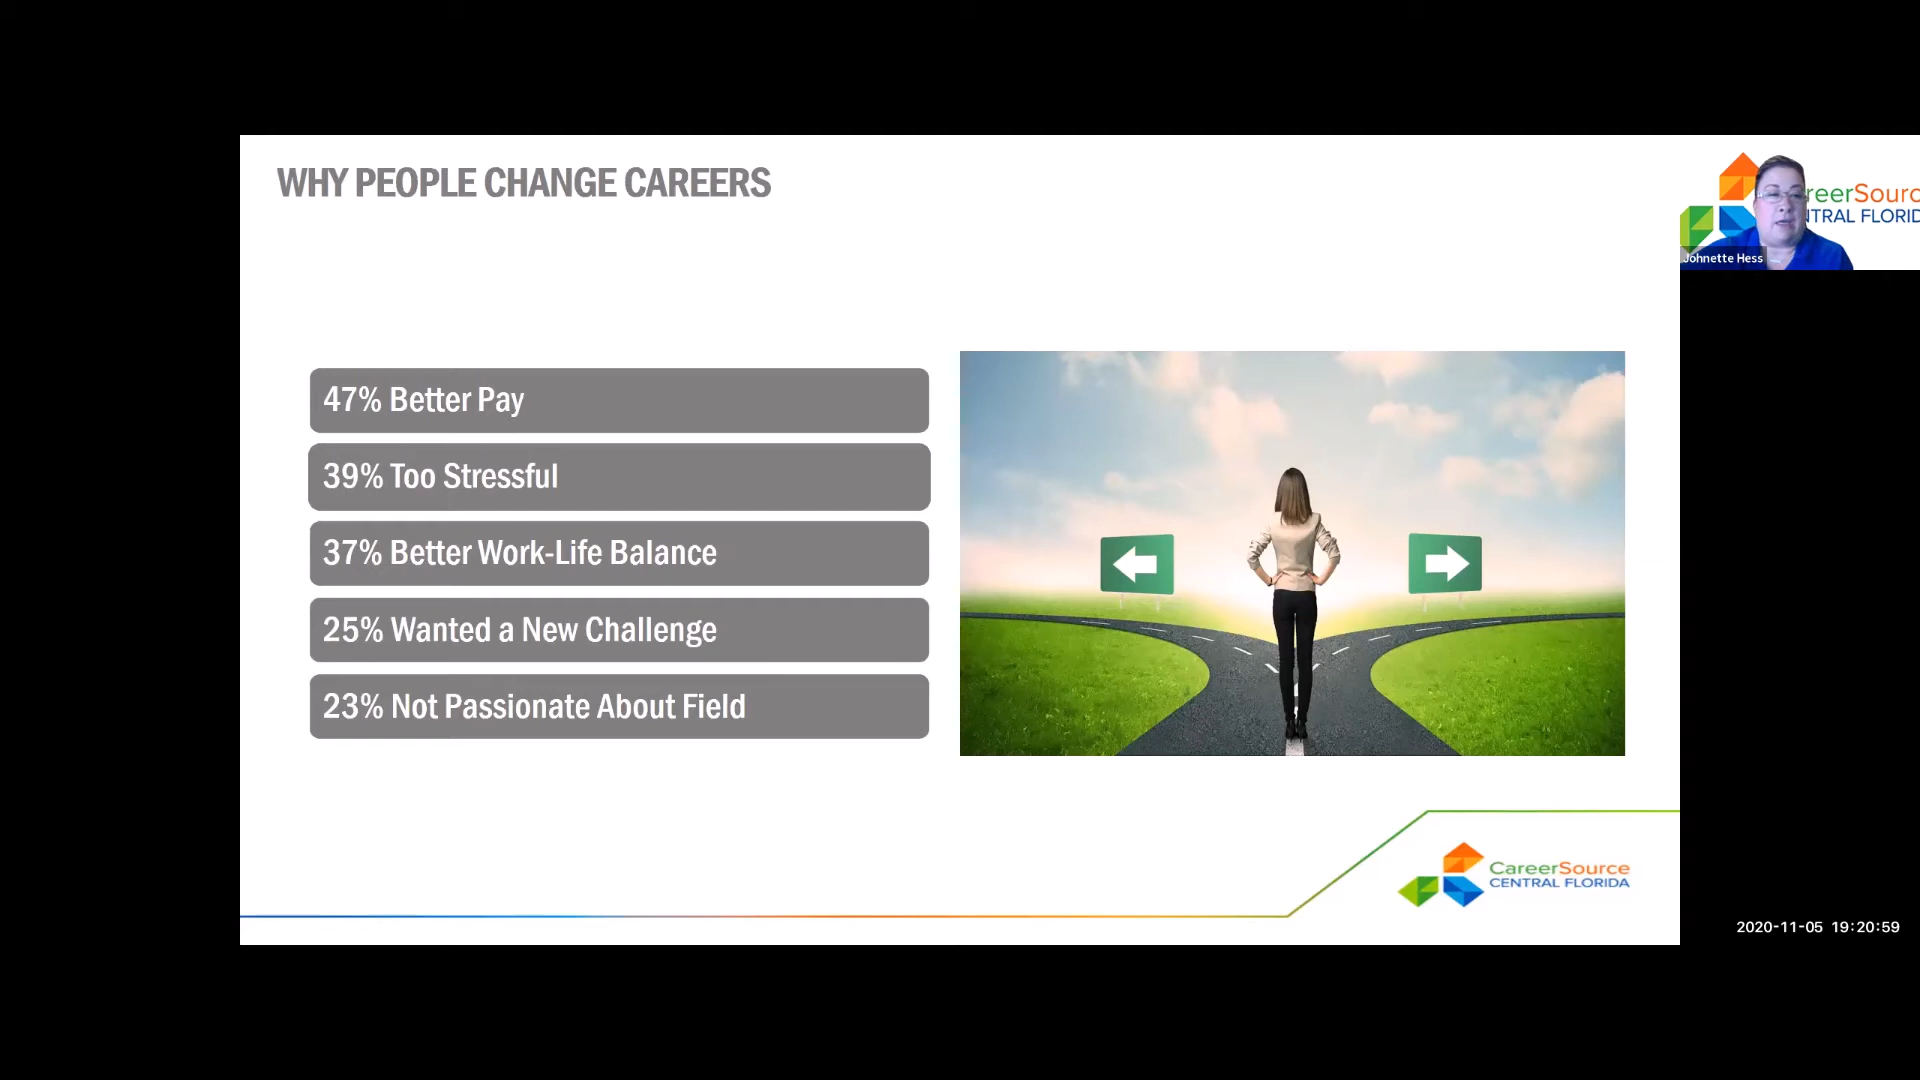 WHY PEOPLE CHANGE CAREERS
reerSourc
NTRAL FLORID
Johnette Hess
47% Better Pay
39% Too Stressful
37% Better Work-Life Balance
25% Wanted a New Challenge
23% Not Passionate About Field
CareerSource
CENTRAL FLORIDA
2020-11-05 19:20:59